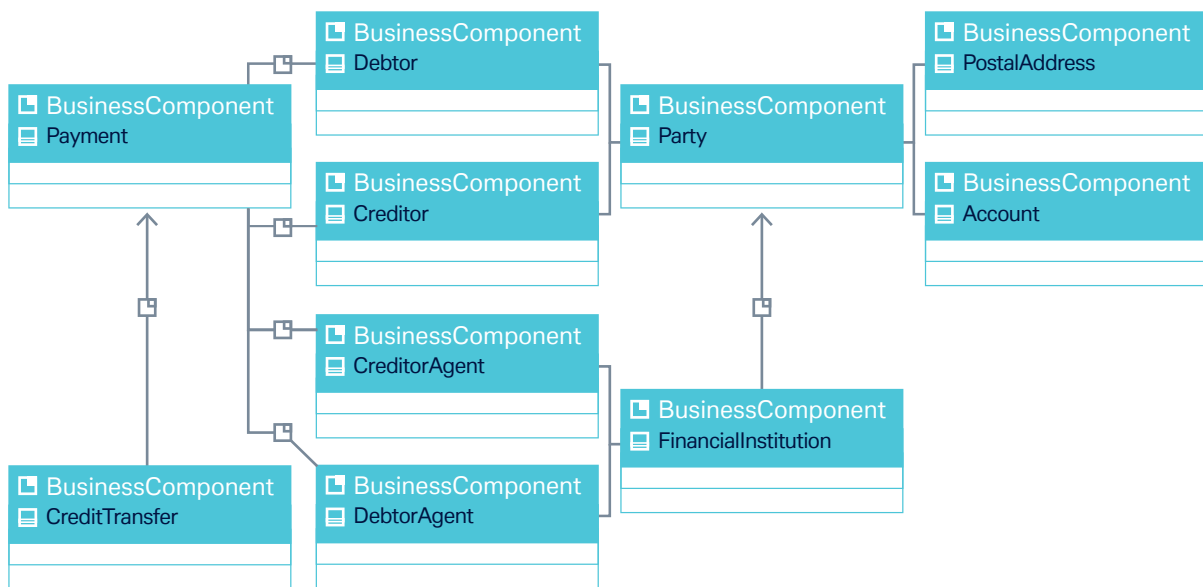 BusinessComponent
Debtor
BusinessComponent
PostalAddress
BusinessComponent
Payment
BusinessComponent
Party
BusinessComponent
Creditor
BusinessComponent
Account
BusinessComponent
CreditorAgent
BusinessComponent
FinancialInstitution
BusinessComponent
CreditTransfer
BusinessComponent
DebtorAgent